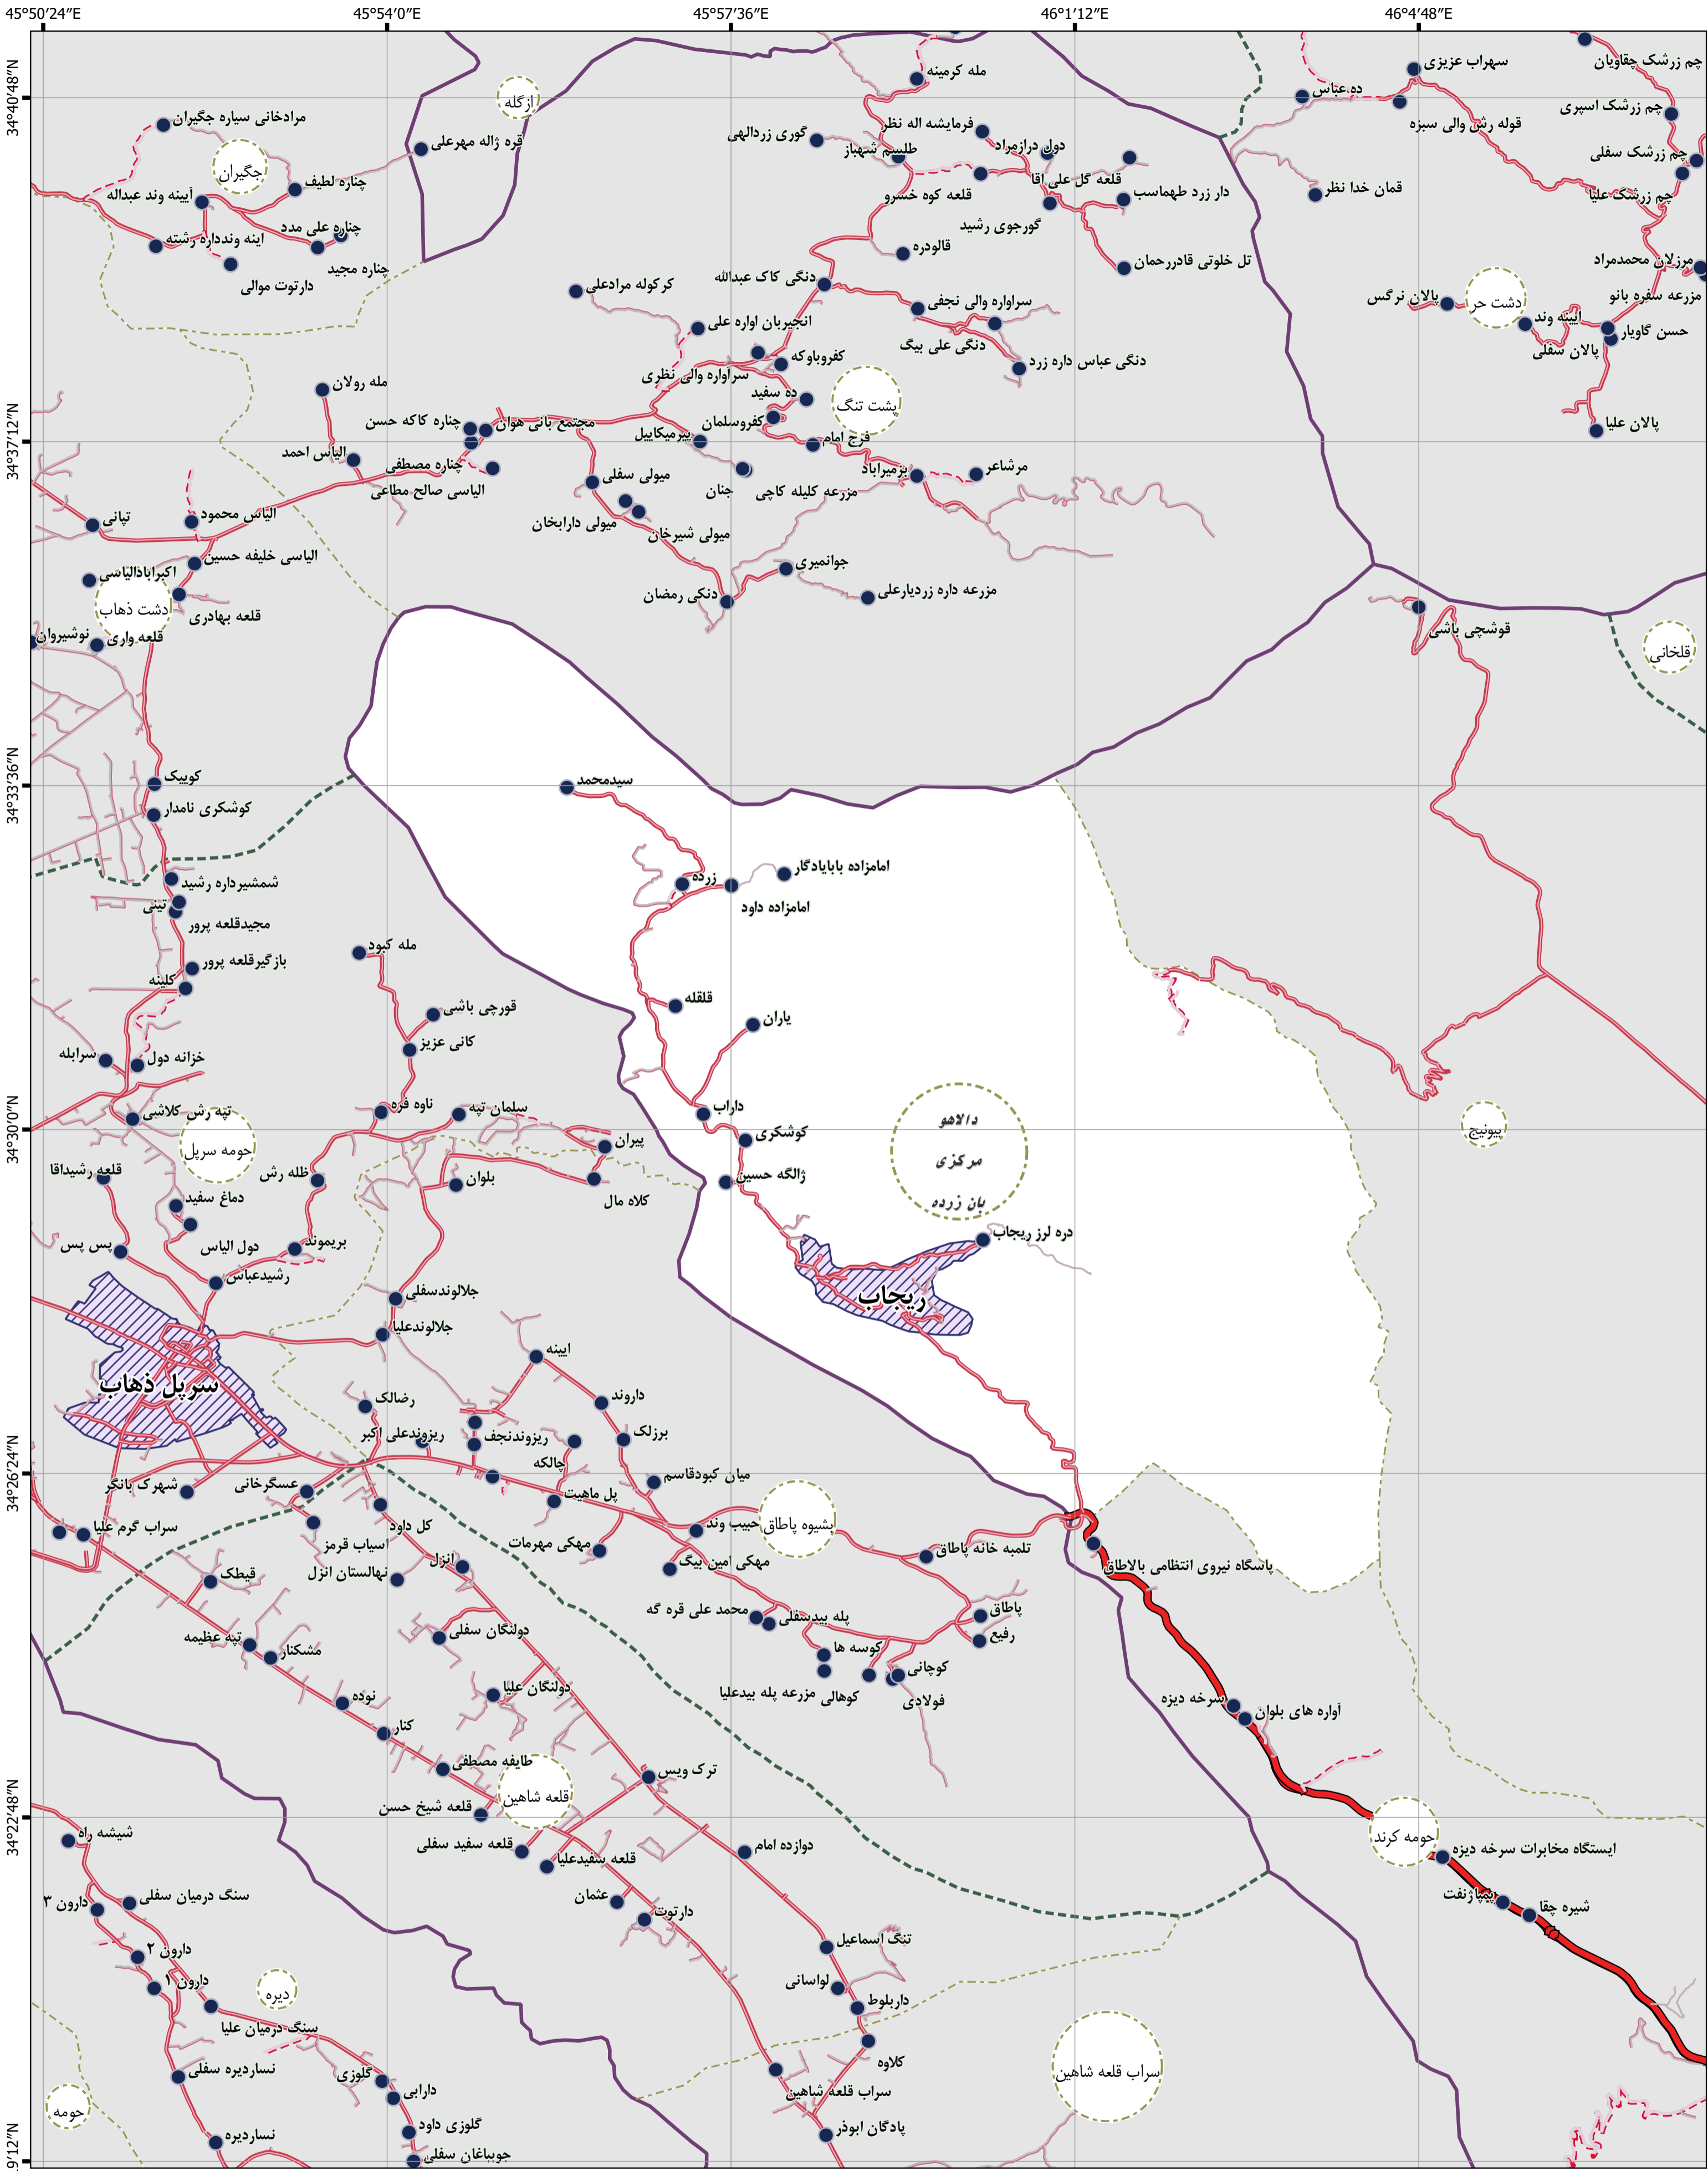 45°50'24"E
45°54'0"E
45°57'36"E
46°1'12"E
46°4'48"E
34°40'48"N
34°37'12"N
34°33'36"N
34°30'0"N
34°26'24"N
34°22'48"N
9'12"N
مله کرمینه
سهراب عزیزی
چم زرشک چقاویان
ده عباس
قوله رش والی سبزه
چم زرشک اسپری
ازگله
مرادخانی سیاره جگیران
قره ژاله مهرعلی
گوری زردالهی
فرمایشه اله نظر
طلسم شهباز
دول درازمراد
چم زرشک سفلی
جگیران
چناره لطیف
آیینه وند عبداله
قلعه گل علی اقا
دار زرد طهماسب
قمان خدا نظر
چم زرشک علیا
قلعه کوه خسرو
گورجوی رشید
اینه وندداره رشته
چناره علی مدد
چناره مجید
دارتوت موالی
قالودره
تل خلوتی قادررحمان
مرزلان محمدمراد
کرکوله مرادعلی
دنگی کاک عبدالله
سراواره والی نجفی
پالان نرگس
دشت حر
مزرعه سفره بانو
آیینه وند
حسن گاویار
انجیربان اواره علی
دنگی علی بیگ
دنگی عباس داره زرد
پالان سفلی
کفروباوکه
سراواره والی نظری
مله رولان
ده سفید
پشت تنگ
چناره کاکه حسن
مجتمع بانی هوان
کفروسلمان
پیرمیکاییل
فرج امام
پالان علیا
الیاس احمد
چناره مصطفی
الیاسی صالح مطاعی
میولی سفلی
جنان
مزرعه کلیله کاچی
بزمیراباد
مرشاعر
تپانی
الیاس محمود
میولی دارابخان
میولی شیرخان
الیاسی خلیفه حسین
اکبراباذالیاسی
جوانمیری
دنکی رمضان
مزرعه داره زردیارعلی
دشت ذهاب
قلعه بهادری
نوشیروان
قلعه واری
قوشچی باشی
قلخانی
کوییک
کوشکری نامدار
سیدمحمد
شمشیرداره رشید
تپنی
مجیدقلعه پرور
زرده
امامزاده بابایادگار
امامزاده داود
مله کبود
بازگیرقلعه پرور
کلینه
قورچی باشی
کانی عزیز
قلقله
یاران
سرابله
خزانه دول
تپه رش کلاشی
حومه سرپل
ناوه فره
سلمان تپه
پیران
داراب
کوشکری
ژالگه حسین
دالاهو
مرکزی
بان زرده
بیونیج
قلعه رشیداقا
ظله رش
بلوان
کلاه مال
دماغ سفید
دول الیاس
پس پس
بریموند
رشیدعباس
دره لرز ریجاب
ریجاب
جلالوندسفلی
جلالوندعلیا
سرپل ذهاب
ایینه
رضالک
داروند
ریزوندعلی اکبر
ریزوندنجف
برزلک
چالکه
شهرک بانگر
عسگرخانی
میان کبودقاسم
پل ماهیت
سراب گرم علیا
کل داود
اسیاب قرمز
حبیب وند
بشیوه پاطاق
مهکی مهرمات
مهکی امین بیگ
تلمبه خانه پاطاق
پاسگاه نیروی انتظامی بالاطاق
قیطک
نهالستان انزل
انزل
محمد علی قره گه
پله بیدسفلی
پاطاق
رفیع
تپه عظیمه
مشکنار
دولنگان سفلی
کوسه ها
کوچانی
کوهالی
مزرعه پله بیدعلیا
فولادی
نوده
دولنگان علیا
کنار
سرخه دیزه
آواره های بلوان
طایفه مصطفی
ترک ویس
قلعه شاهین
قلعه شیخ حسن
حومه کرند
شیشه راه
قلعه سفید سفلی
قلعه سفیدعلیا
دوازده امام
ایستگاه مخابرات سرخه دیزه
پمپاژنفت
شیره چقا
سنگ درمیان سفلی
دارون ۳
عثمان
دارتوت
دارون ۲
دارون ۱
تنگ اسماعیل
لواسانی
داربلوط
دیره
سنگ درمیان علیا
کلاوه
نساردیره سفلی
گلوزی
دارابی
سراب قلعه شاهین
سراب قلعه شاهین
حومه
گلوزی داود
پادگان ابوذر
نساردیره
جوبباغان سفلی